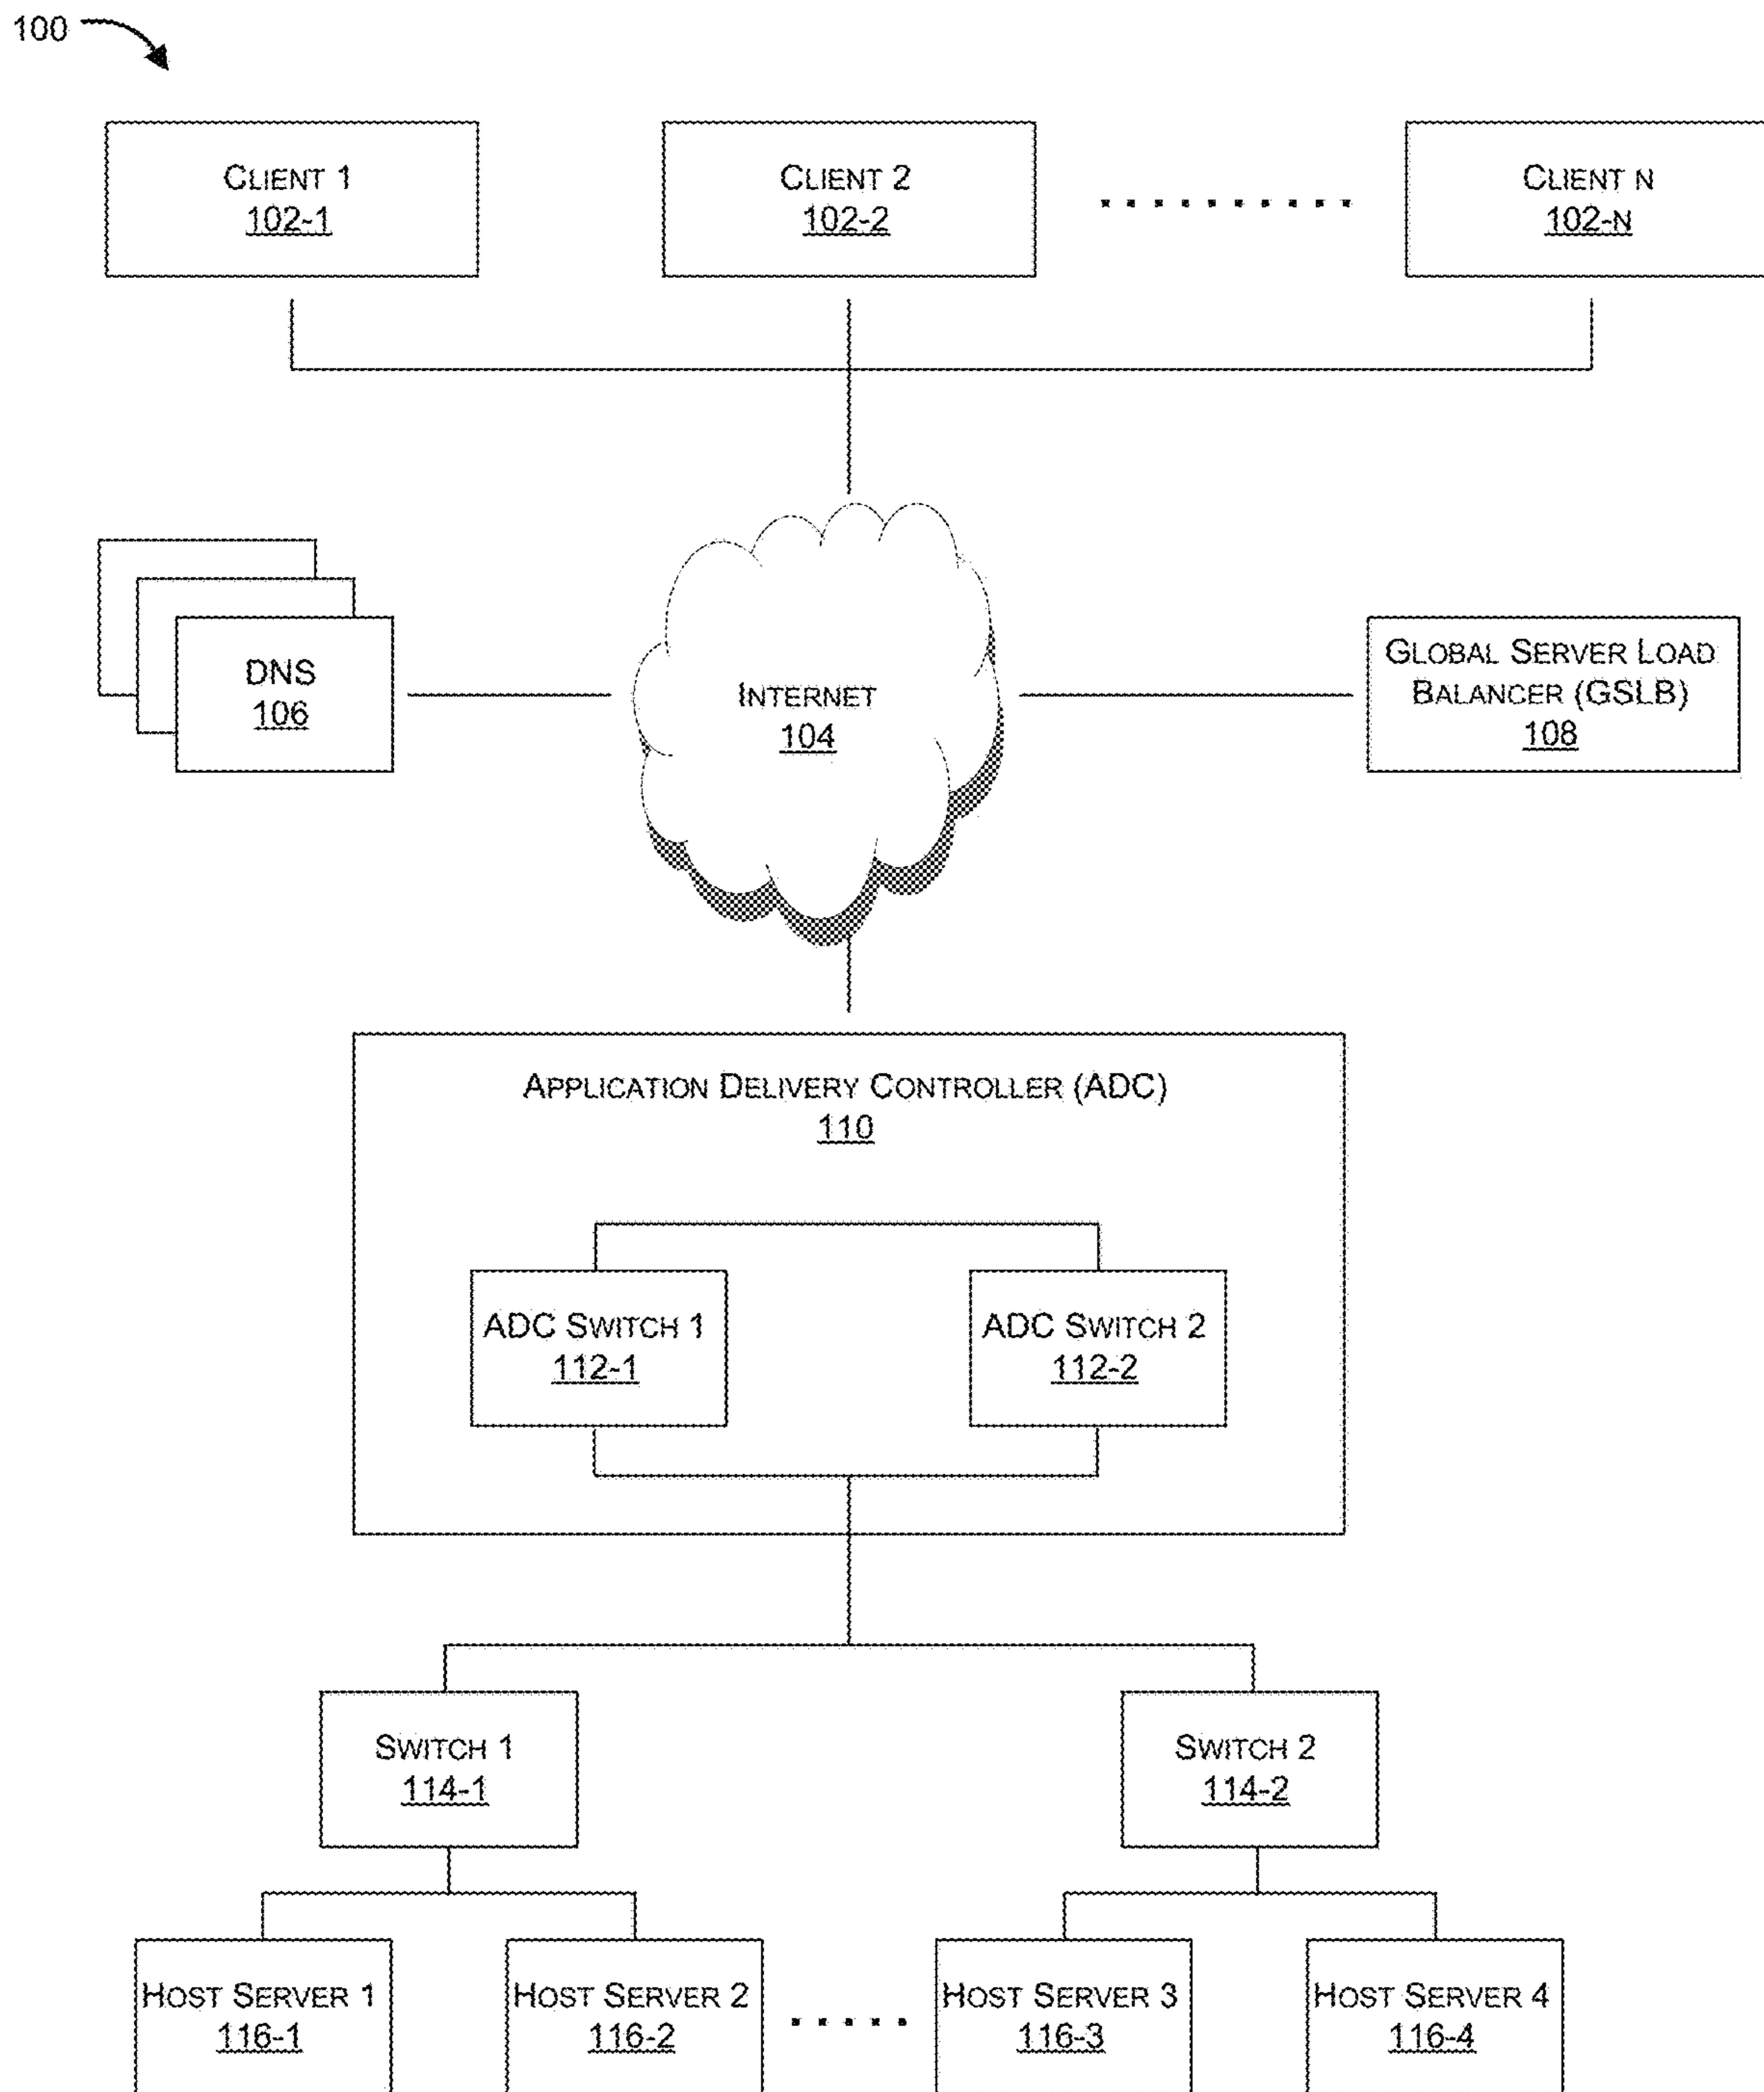 100
CLIENT 1
102-1
CLIENT 2
102-2
CLIENT N
102-N
DNS
106
INTERNET
104
GLOBAL SERVER LOAD
BALANCER (GSLB)
108
APPLICATION DELIVERY CONTROLLER (ADC)
110
ADC SWITCH 1
112-1
ADC SWITCH 2
112-2
SWITCH 1
114-1
SWITCH 2
114-2
HOST SERVER 1
116-1
HOST SERVER 2
116-2
HOST SERVER 3
116-3
HOST SERVER 4
116-4